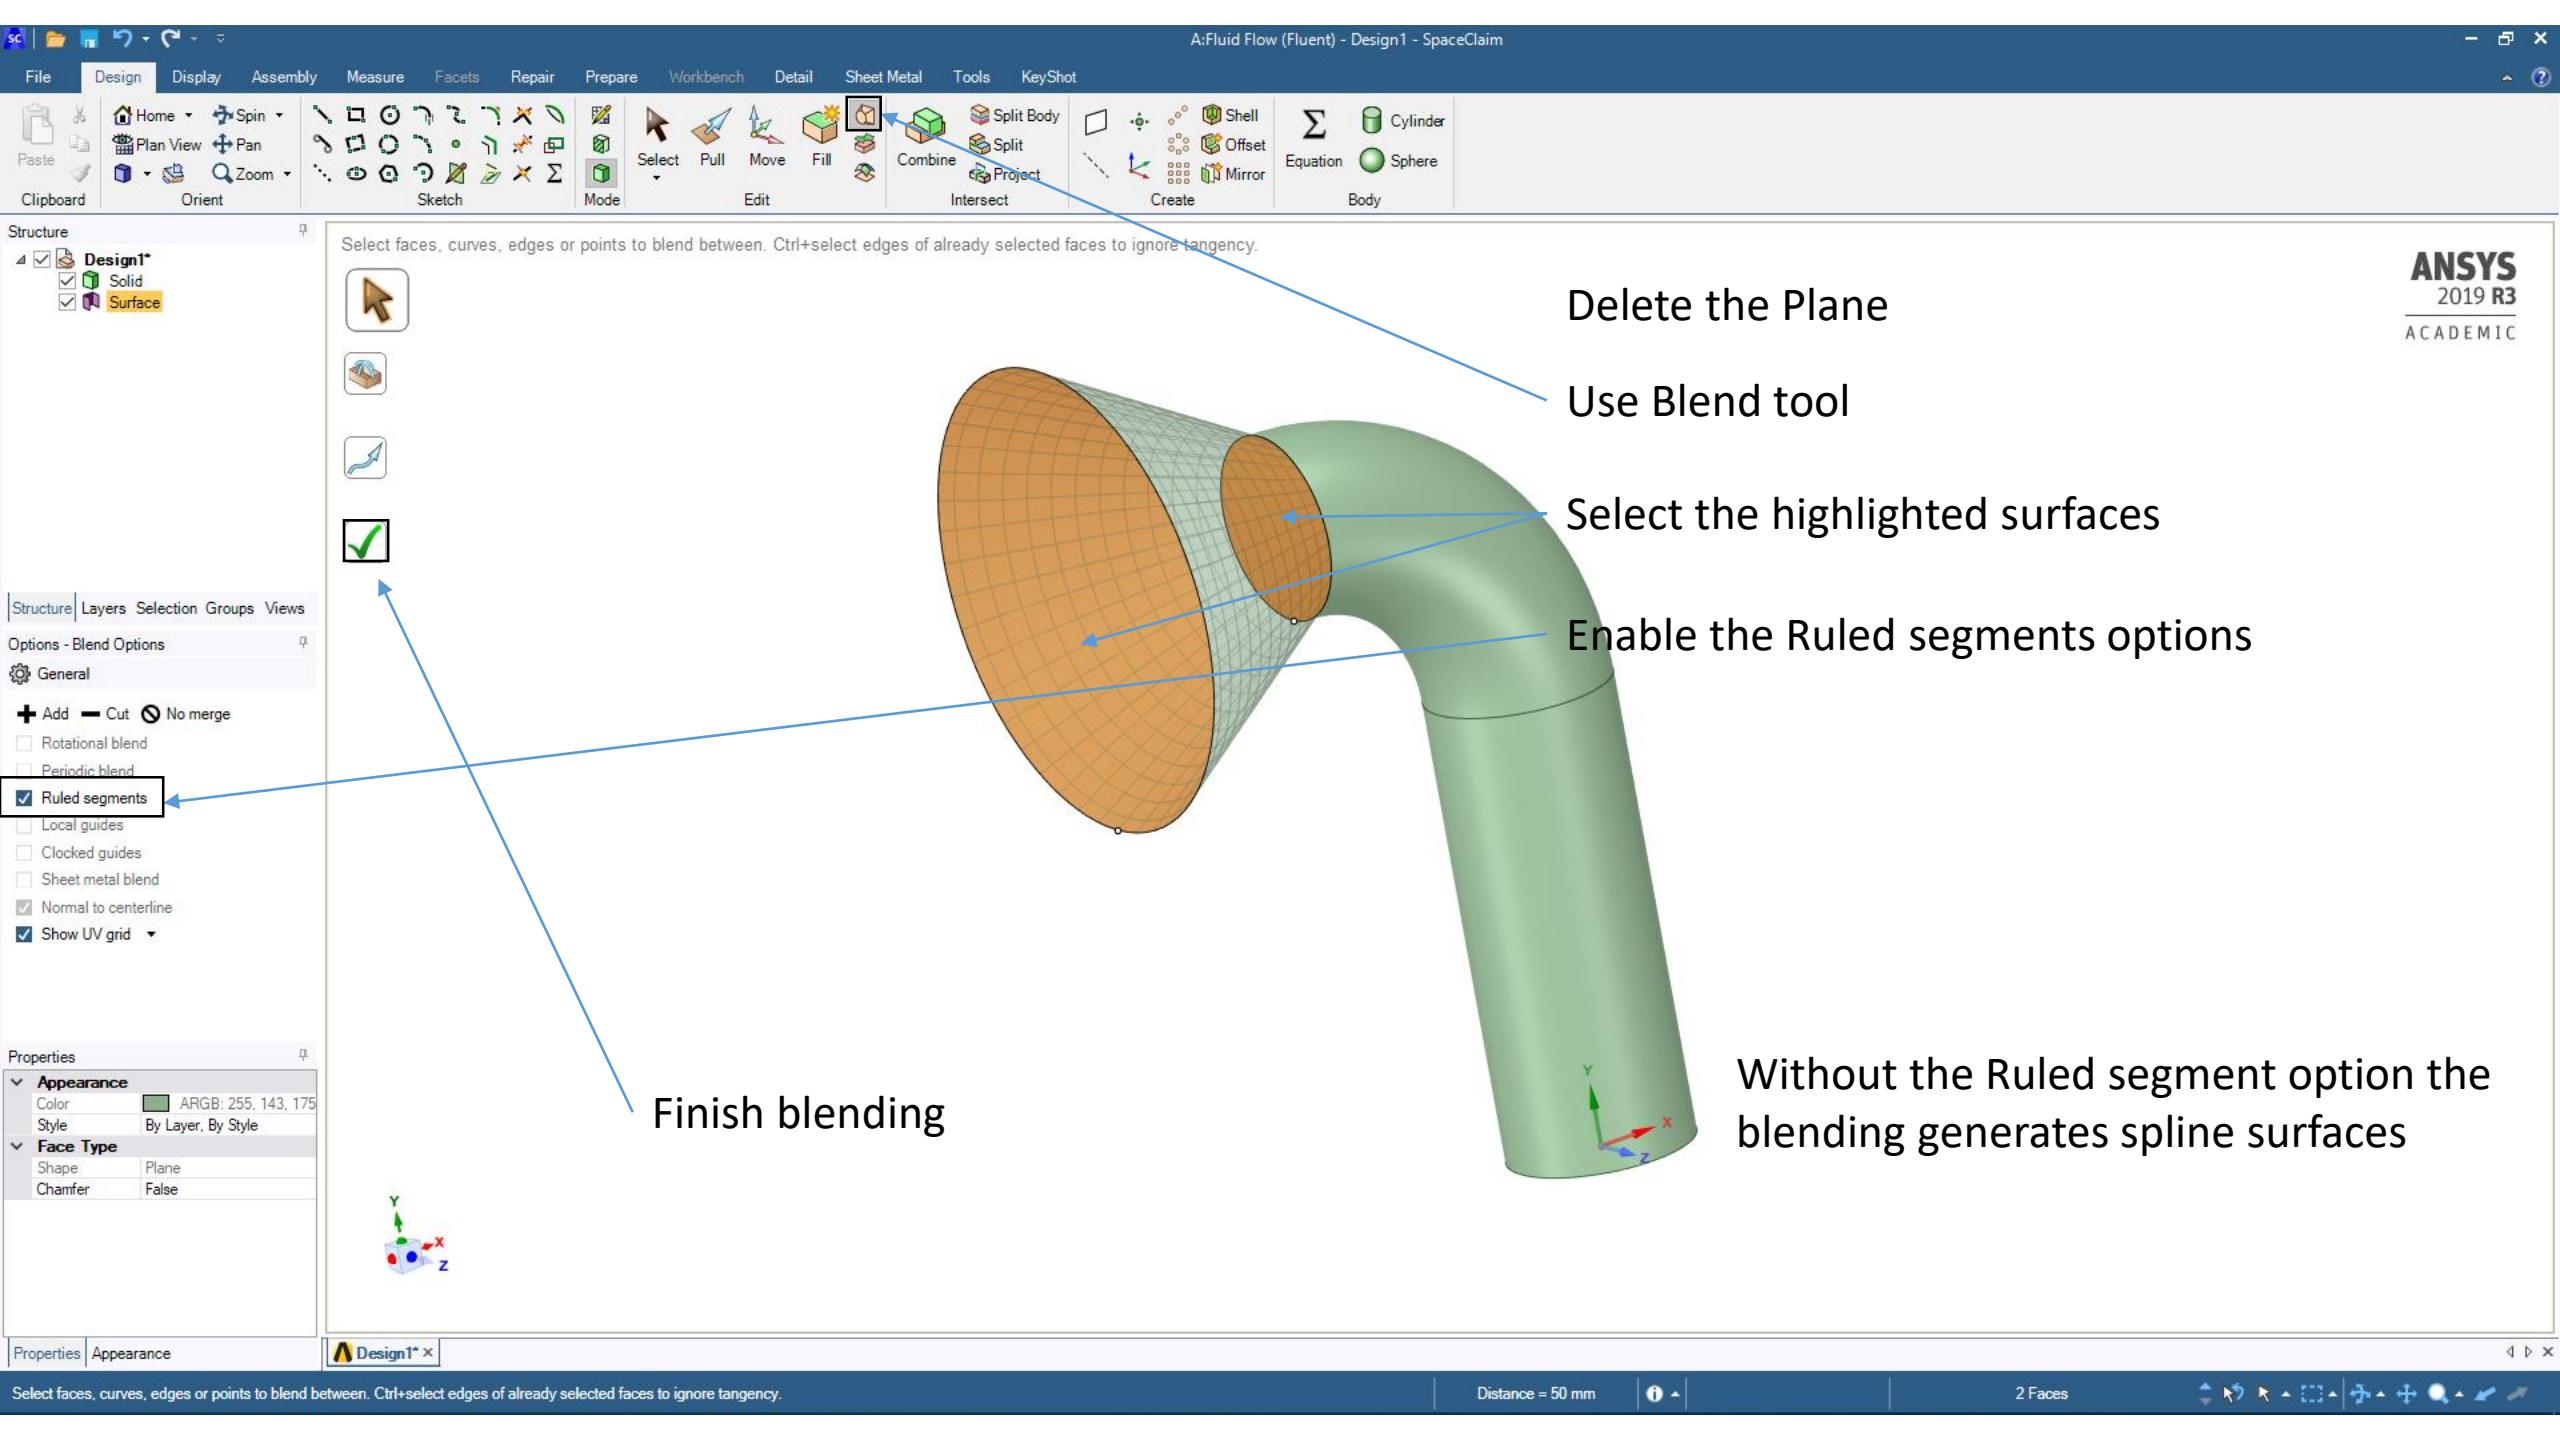 SC
A:Fluid Flow (Fluent) - Design1 - SpaceClaim
File Design Display Assembly Measure Facets Repair Prepare Workbench Detail Sheet Metal Tools KeyShot
Paste
Clipboard
Home Spin
Plan View Pan
Zoom
Orient
Sketch
Mode
Select Pull Move Fill
Edit
Combine
Split Body
Split
Project
Intersect
Shell
Offset
Mirror
Create
Equation
Cylinder
Sphere
Body
Structure
Design1*
Solid
Surface
Structure Layers Selection Groups Views
Options - Blend Options
General
Add Cut No merge
Rotational blend
Periodic blend
Ruled segments
Local guides
Clocked guides
Sheet metal blend
Normal to centerline
Show UV grid
Properties
Appearance
Color ARGB: 255, 143, 175
Style By Layer, By Style
Face Type
Shape Plane
Chamfer False
Properties Appearance
Select faces, curves, edges or points to blend between. Ctrl+select edges of already selected faces to ignore tangency.
ANSYS
2019 R3
ACADEMIC
Delete the Plane
Use Blend tool
Select the highlighted surfaces
Enable the Ruled segments options
Without the Ruled segment option the
blending generates spline surfaces
Finish blending
Y
X
Z
Y
X
Z
Design1*
Select faces, curves, edges or points to blend between. Ctrl+select edges of already selected faces to ignore tangency.
Distance = 50 mm
2 Faces